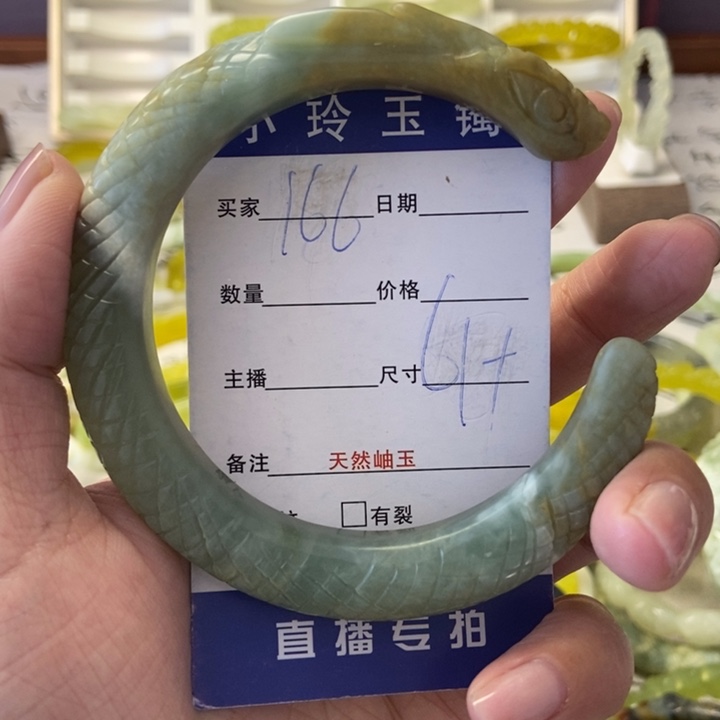 小玲玉镯
买家 166 日期
数量 价格
主播 尺寸 61+
备注 天然岫玉
有裂
直播专拍